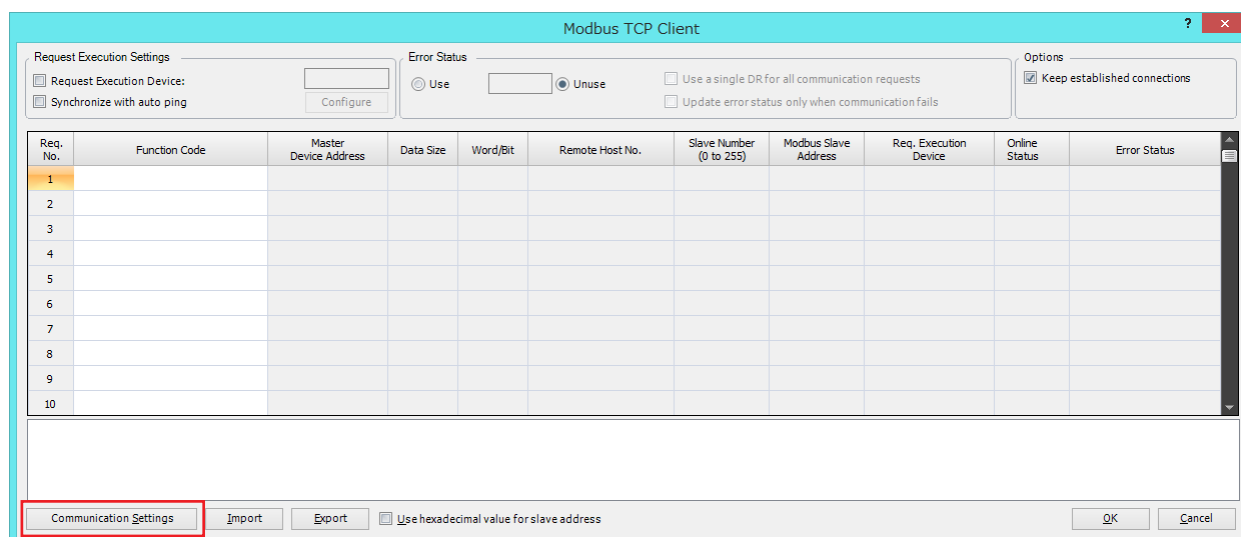 Modbus TCP Client
? ×
Request Execution Settings
Request Execution Device:
Synchronize with auto ping
Configure
Error Status
Use
Unuse
Use a single DR for all communication requests
Update error status only when communication fails
Options
Keep established connections
Req. No. Function Code Master Device Address Data Size Word/Bit Remote Host No. Slave Number (0 to 255) Modbus Slave Address Req. Execution Device Online Status Error Status
1
2
3
4
5
6
7
8
9
10
Communication Settings Import Export Use hexadecimal value for slave address OK Cancel